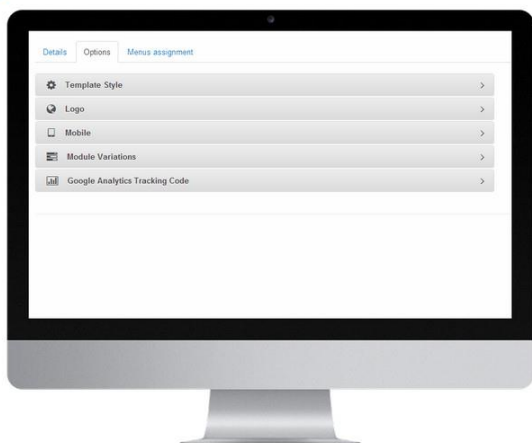 Details Options Menus assignment
Template Style
Logo
Mobile
Module Variations
Google Analytics Tracking Code